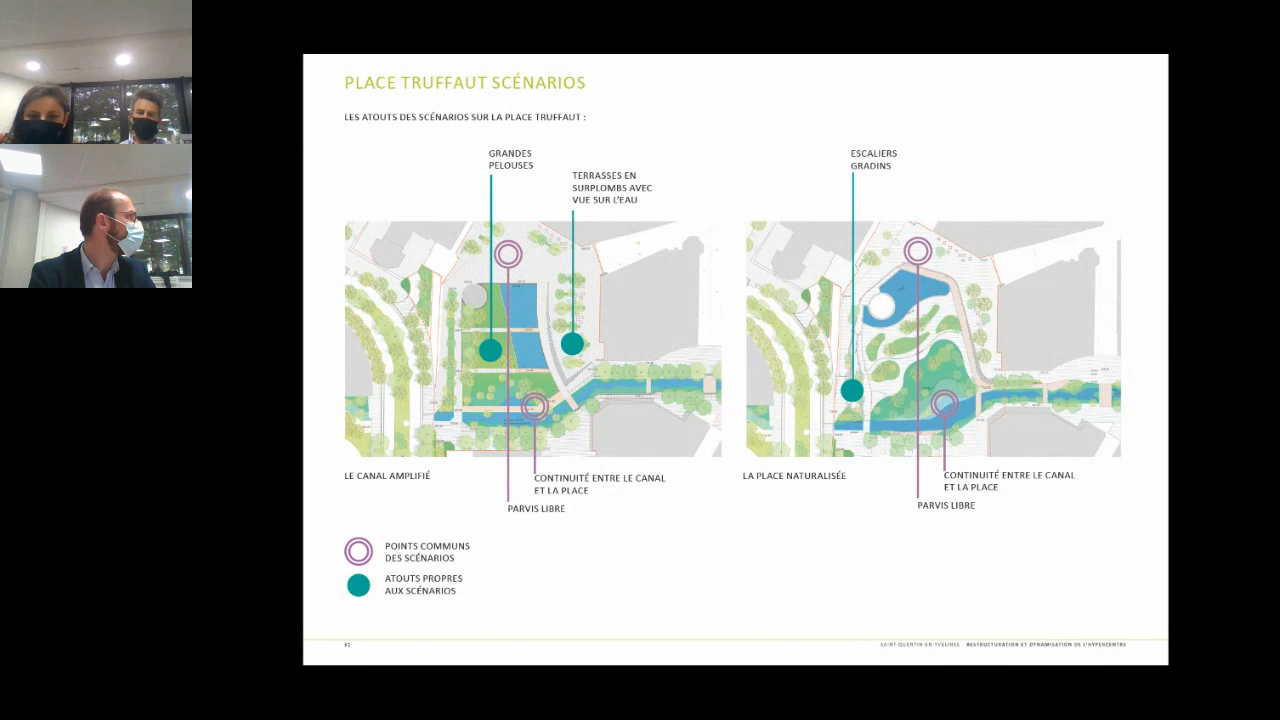 PLACE TRUFFAUT SCÉNARIOS
LES ATOUTS DES SCÉNARIOS SUR LA PLACE TRUFFAUT :
GRANDES
PELOUSES
TERRASSES EN
SURPLOMBS AVEC
VUE SUR L'EAU
ESCALIERS
GRADINS
LE CANAL AMPLIFIÉ
CONTINUITÉ ENTRE LE CANAL
ET LA PLACE
PARVIS LIBRE
LA PLACE NATURALISÉE
CONTINUITÉ ENTRE LE CANAL
ET LA PLACE
PARVIS LIBRE
POINTS COMMUNS
DES SCÉNARIOS
ATOUTS PROPRES
AUX SCÉNARIOS
31
SAINT-QUENTIN-EN-YVELINES RESTRUCTURATION ET DYNAMISATION DE L'HYPERCENTRE